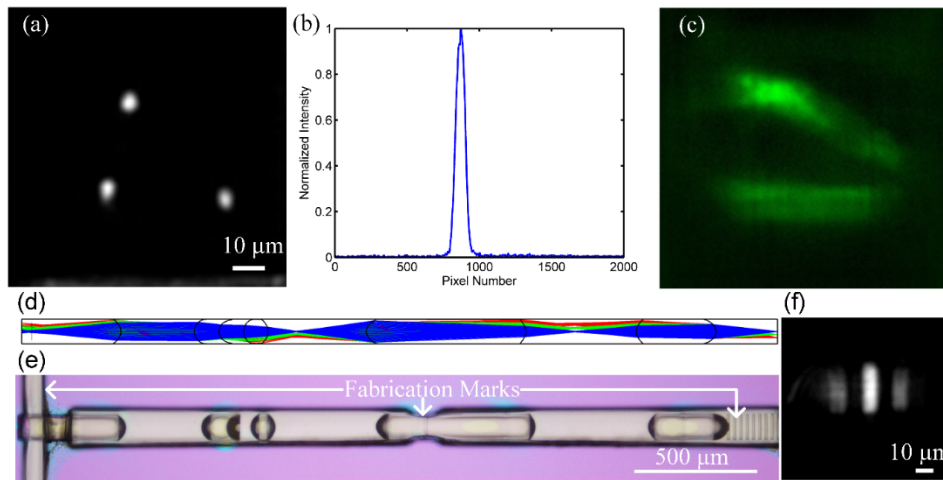 (a)
10 μm
(b)
Normalized Intensity
1
0.8
0.6
0.4
0.2
0
0
500
1000
1500
2000
Pixel Number
(c)
(d)
(e)
Fabrication Marks
500 μm
(f)
10 μm